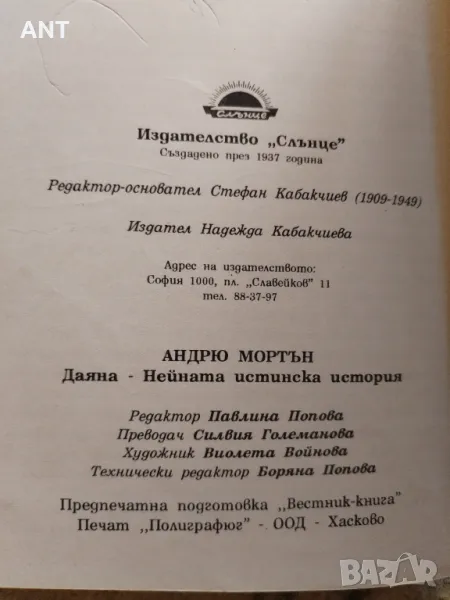 ANT
СЛЪНЦЕ
Издателство „Слънце”
Създадено през 1937 година
Редактор-основател Стефан Кабакчиев (1909-1949)
Издател Надежда Кабакчиева
Адрес на издателството:
София 1000, пл. „Славейков” 11
тел. 88-37-97
АНДРЮ МОРТЪН
Даяна - Нейната истинска история
Редактор Павлина Попова
Преводач Силвия Големанова
Художник Виолета Войнова
Технически редактор Боряна Попова
Предпечатна подготовка ,,Вестник-книга”
Печат ,,Полиграфюг” - ООД - Хасково
BAZAR